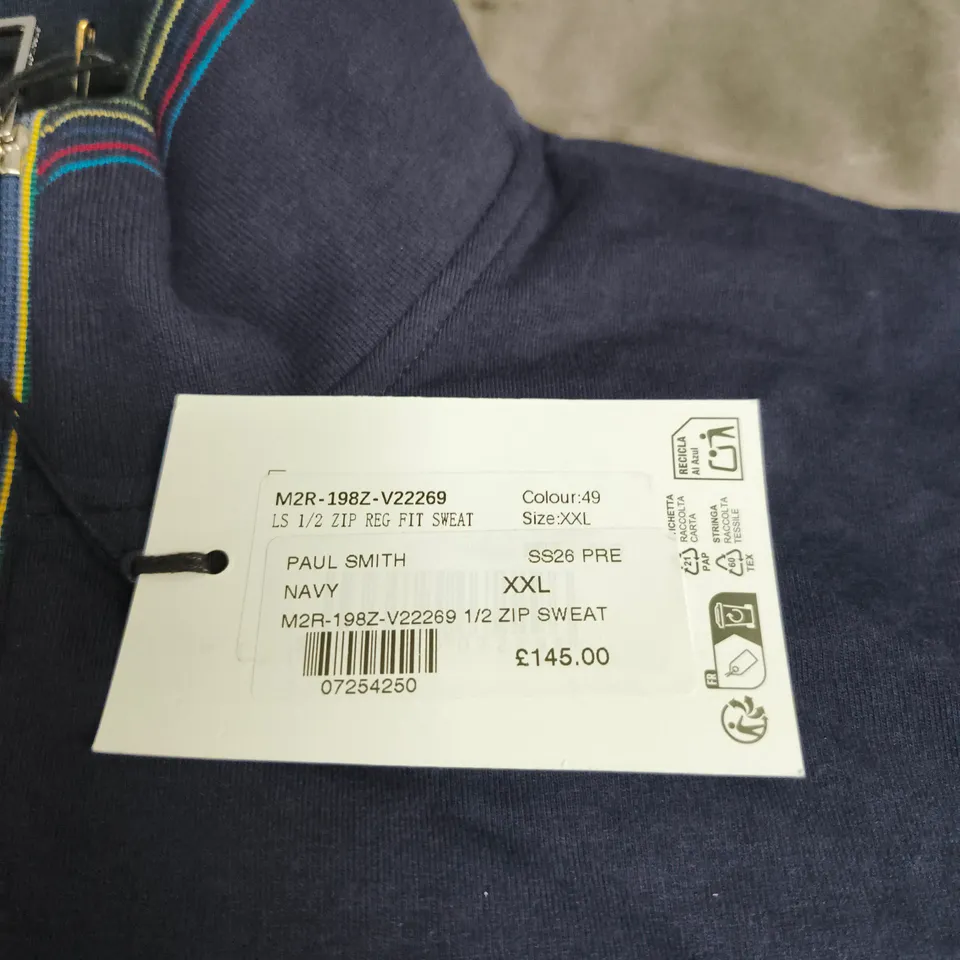 M2R-198Z-V22269 Colour:49
LS 1/2 ZIP REG FIT SWEAT Size:XXL
PAUL SMITH SS26 PRE
NAVY XXL
M2R-198Z-V22269 1/2 ZIP SWEAT
£145.00
07254250
RECICLA
Al Azul
RACCOLTA
CARTA
21
PAP
STRINGA
RACCOLTA
TESSILE
60
TEX
FR